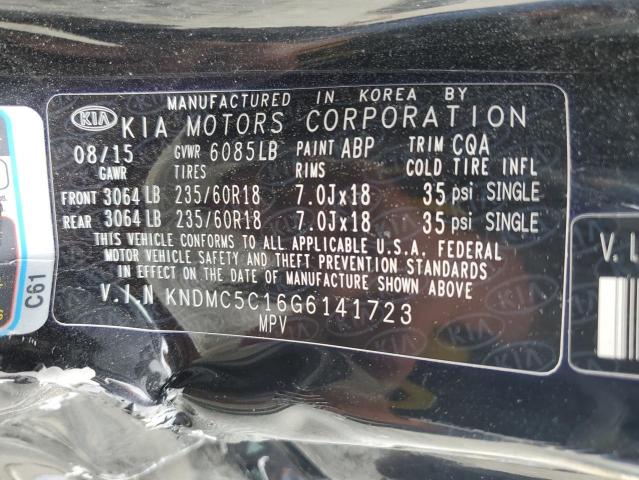 MANUFACTURED IN KOREA BY
KIA KIA MOTORS CORPORATION
08/15 GVWR 6085LB PAINT ABP TRIM CQA
GAWR TIRES RIMS COLD TIRE INFL
FRONT 3064 LB 235/60R18 7.0Jx18 35 psi SINGLE
REAR 3064 LB 235/60R18 7.0Jx18 35 psi SINGLE
THIS VEHICLE CONFORMS TO ALL APPLICABLE U.S.A. FEDERAL
MOTOR VEHICLE SAFETY AND THEFT PREVENTION STANDARDS
IN EFFECT ON THE DATE OF MANUFACTURE SHOWN ABOVE
V.I.N KNDMC5C16G6141723
MPV
C61